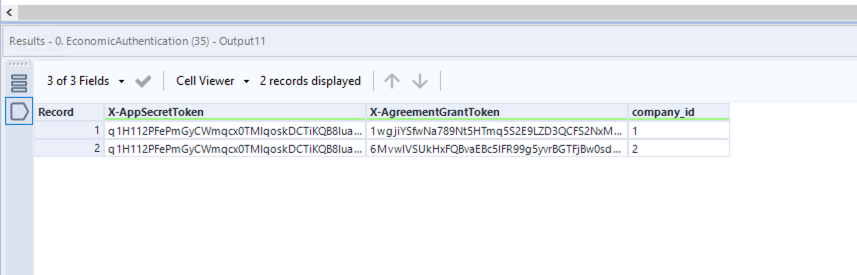 Results - 0. EconomicAuthentication (35) - Output11
3 of 3 Fields Cell Viewer 2 records displayed
Record X-AppSecretToken X-AgreementGrantToken company_id
1 q1H112PFePmGyCWmqcx0TMIqoskDCTiKQB8Iua... 1wgjiYSfwNa789Nt5HTmq5S2E9LZD3QCFS2NxM... 1
2 q1H112PFePmGyCWmqcx0TMIqoskDCTiKQB8Iua... 6MvwIVSUkHxFQBvaEBc5IFR99g5yvrBGTFjBw0sd... 2